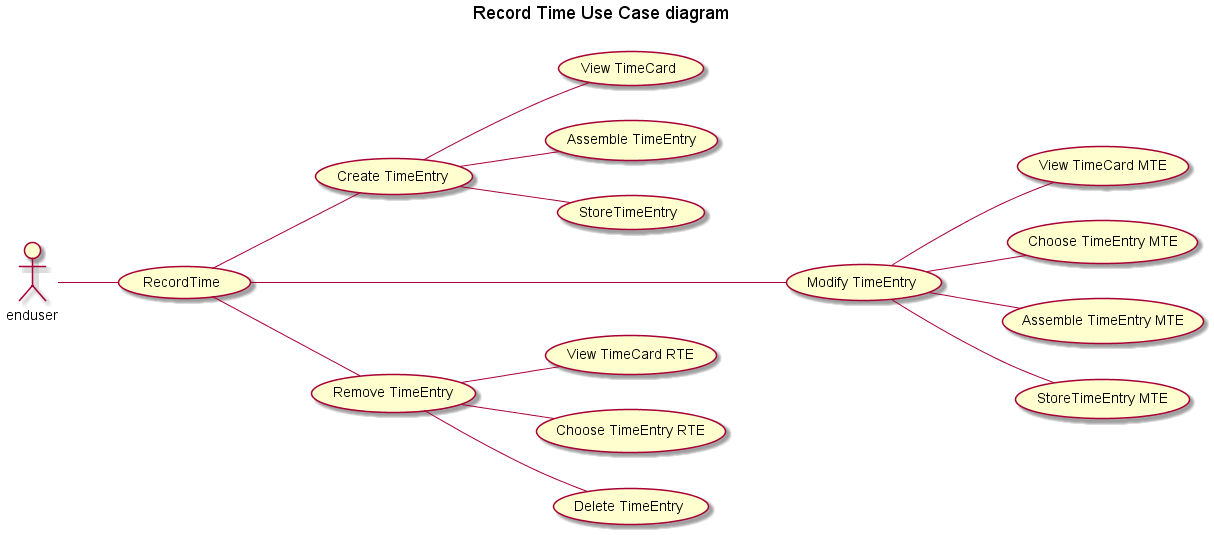 Record Time Use Case diagram
View TimeCard
Assemble TimeEntry
Create TimeEntry
StoreTimeEntry
View TimeCard MTE
Choose TimeEntry MTE
RecordTime
Modify TimeEntry
enduser
Assemble TimeEntry MTE
View TimeCard RTE
Remove TimeEntry
StoreTimeEntry MTE
Choose TimeEntry RTE
Delete TimeEntry